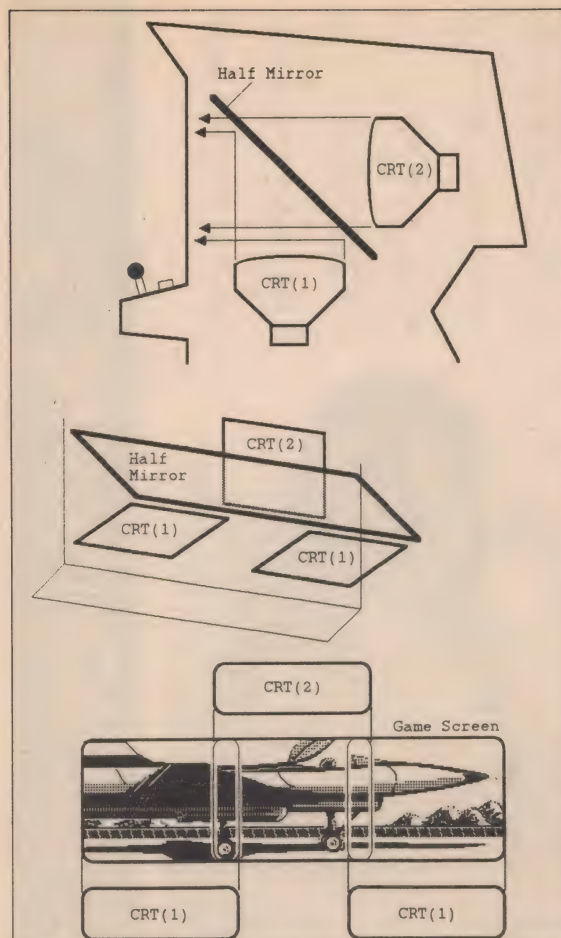 Half Mirror
CRT(2)
CRT(1)
CRT(2)
Half
Mirror
CRT(1)
CRT(1)
CRT(2)
Game Screen
CRT(1)
CRT(1)